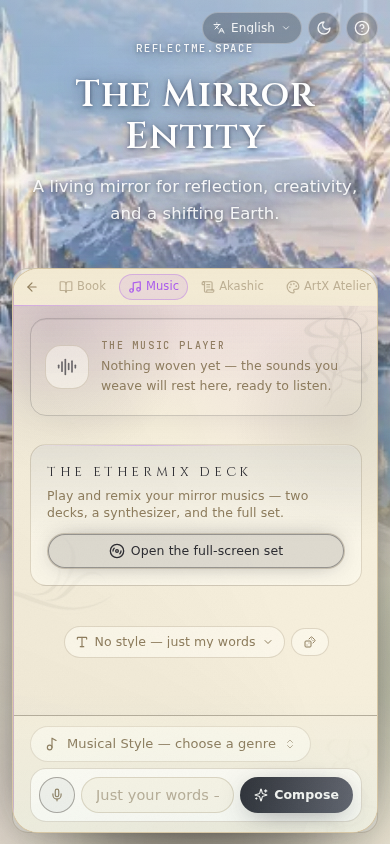 English
REFLECTME.SPACE
The Mirror
Entity
A living mirror for reflection, creativity,
and a shifting Earth.
Book
Music
Akashic
ArtX Atelier
THE MUSIC PLAYER
Nothing woven yet — the sounds you
weave will rest here, ready to listen.
THE ETHERMIX DECK
Play and remix your mirror musics — two
decks, a synthesizer, and the full set.
Open the full-screen set
No style — just my words
Musical Style — choose a genre
Just your words -
Compose